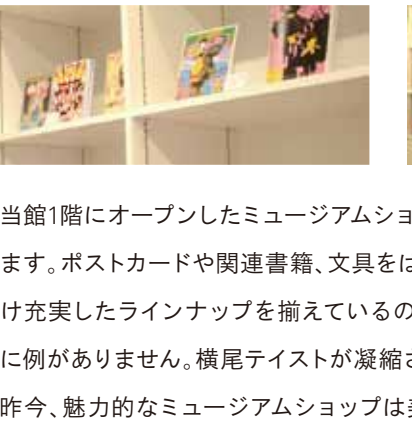 当館1階にオープンしたミュージアムショ
ます。ポストカードや関連書籍、文具をは
け充実したラインナップを揃えているの
に例がありません。横尾テイストが凝縮さ
昨今、魅力的なミュージアムショップは